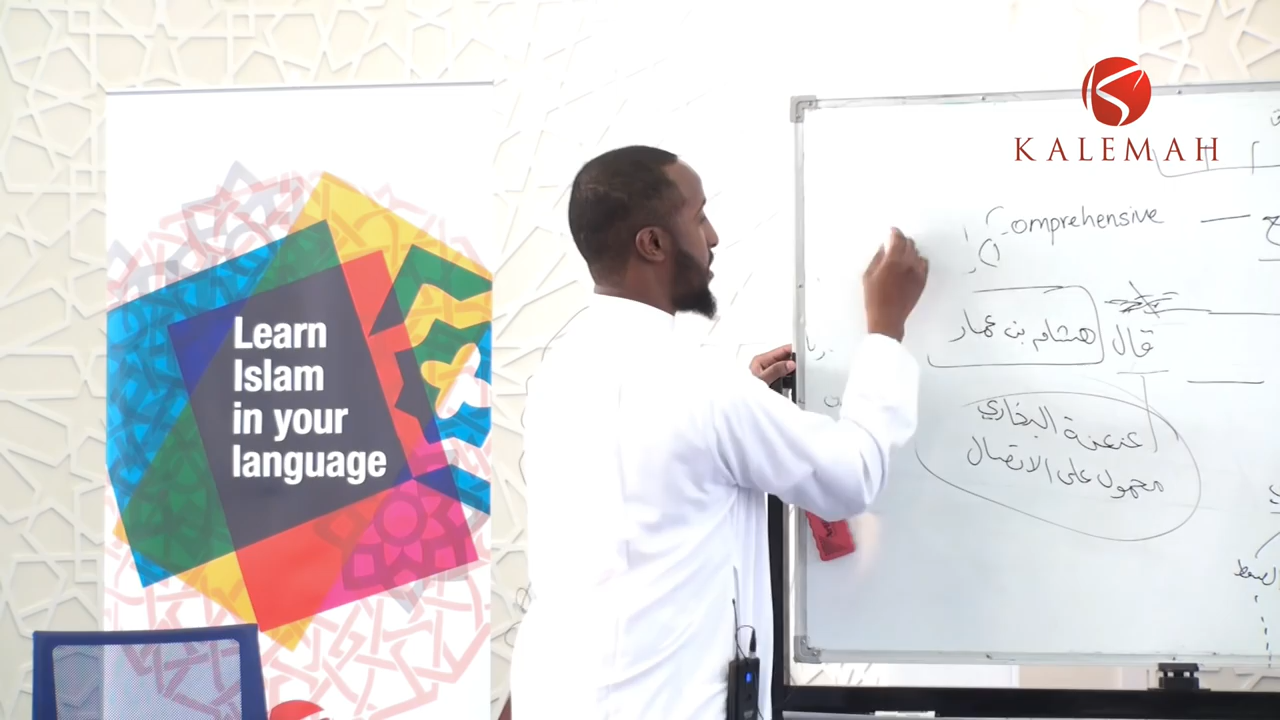 KALEMAH
Learn
Islam
in your
language
Comprehensive
قال هشام بن عمار
عنعنة البخاري
محمول على الاتصال